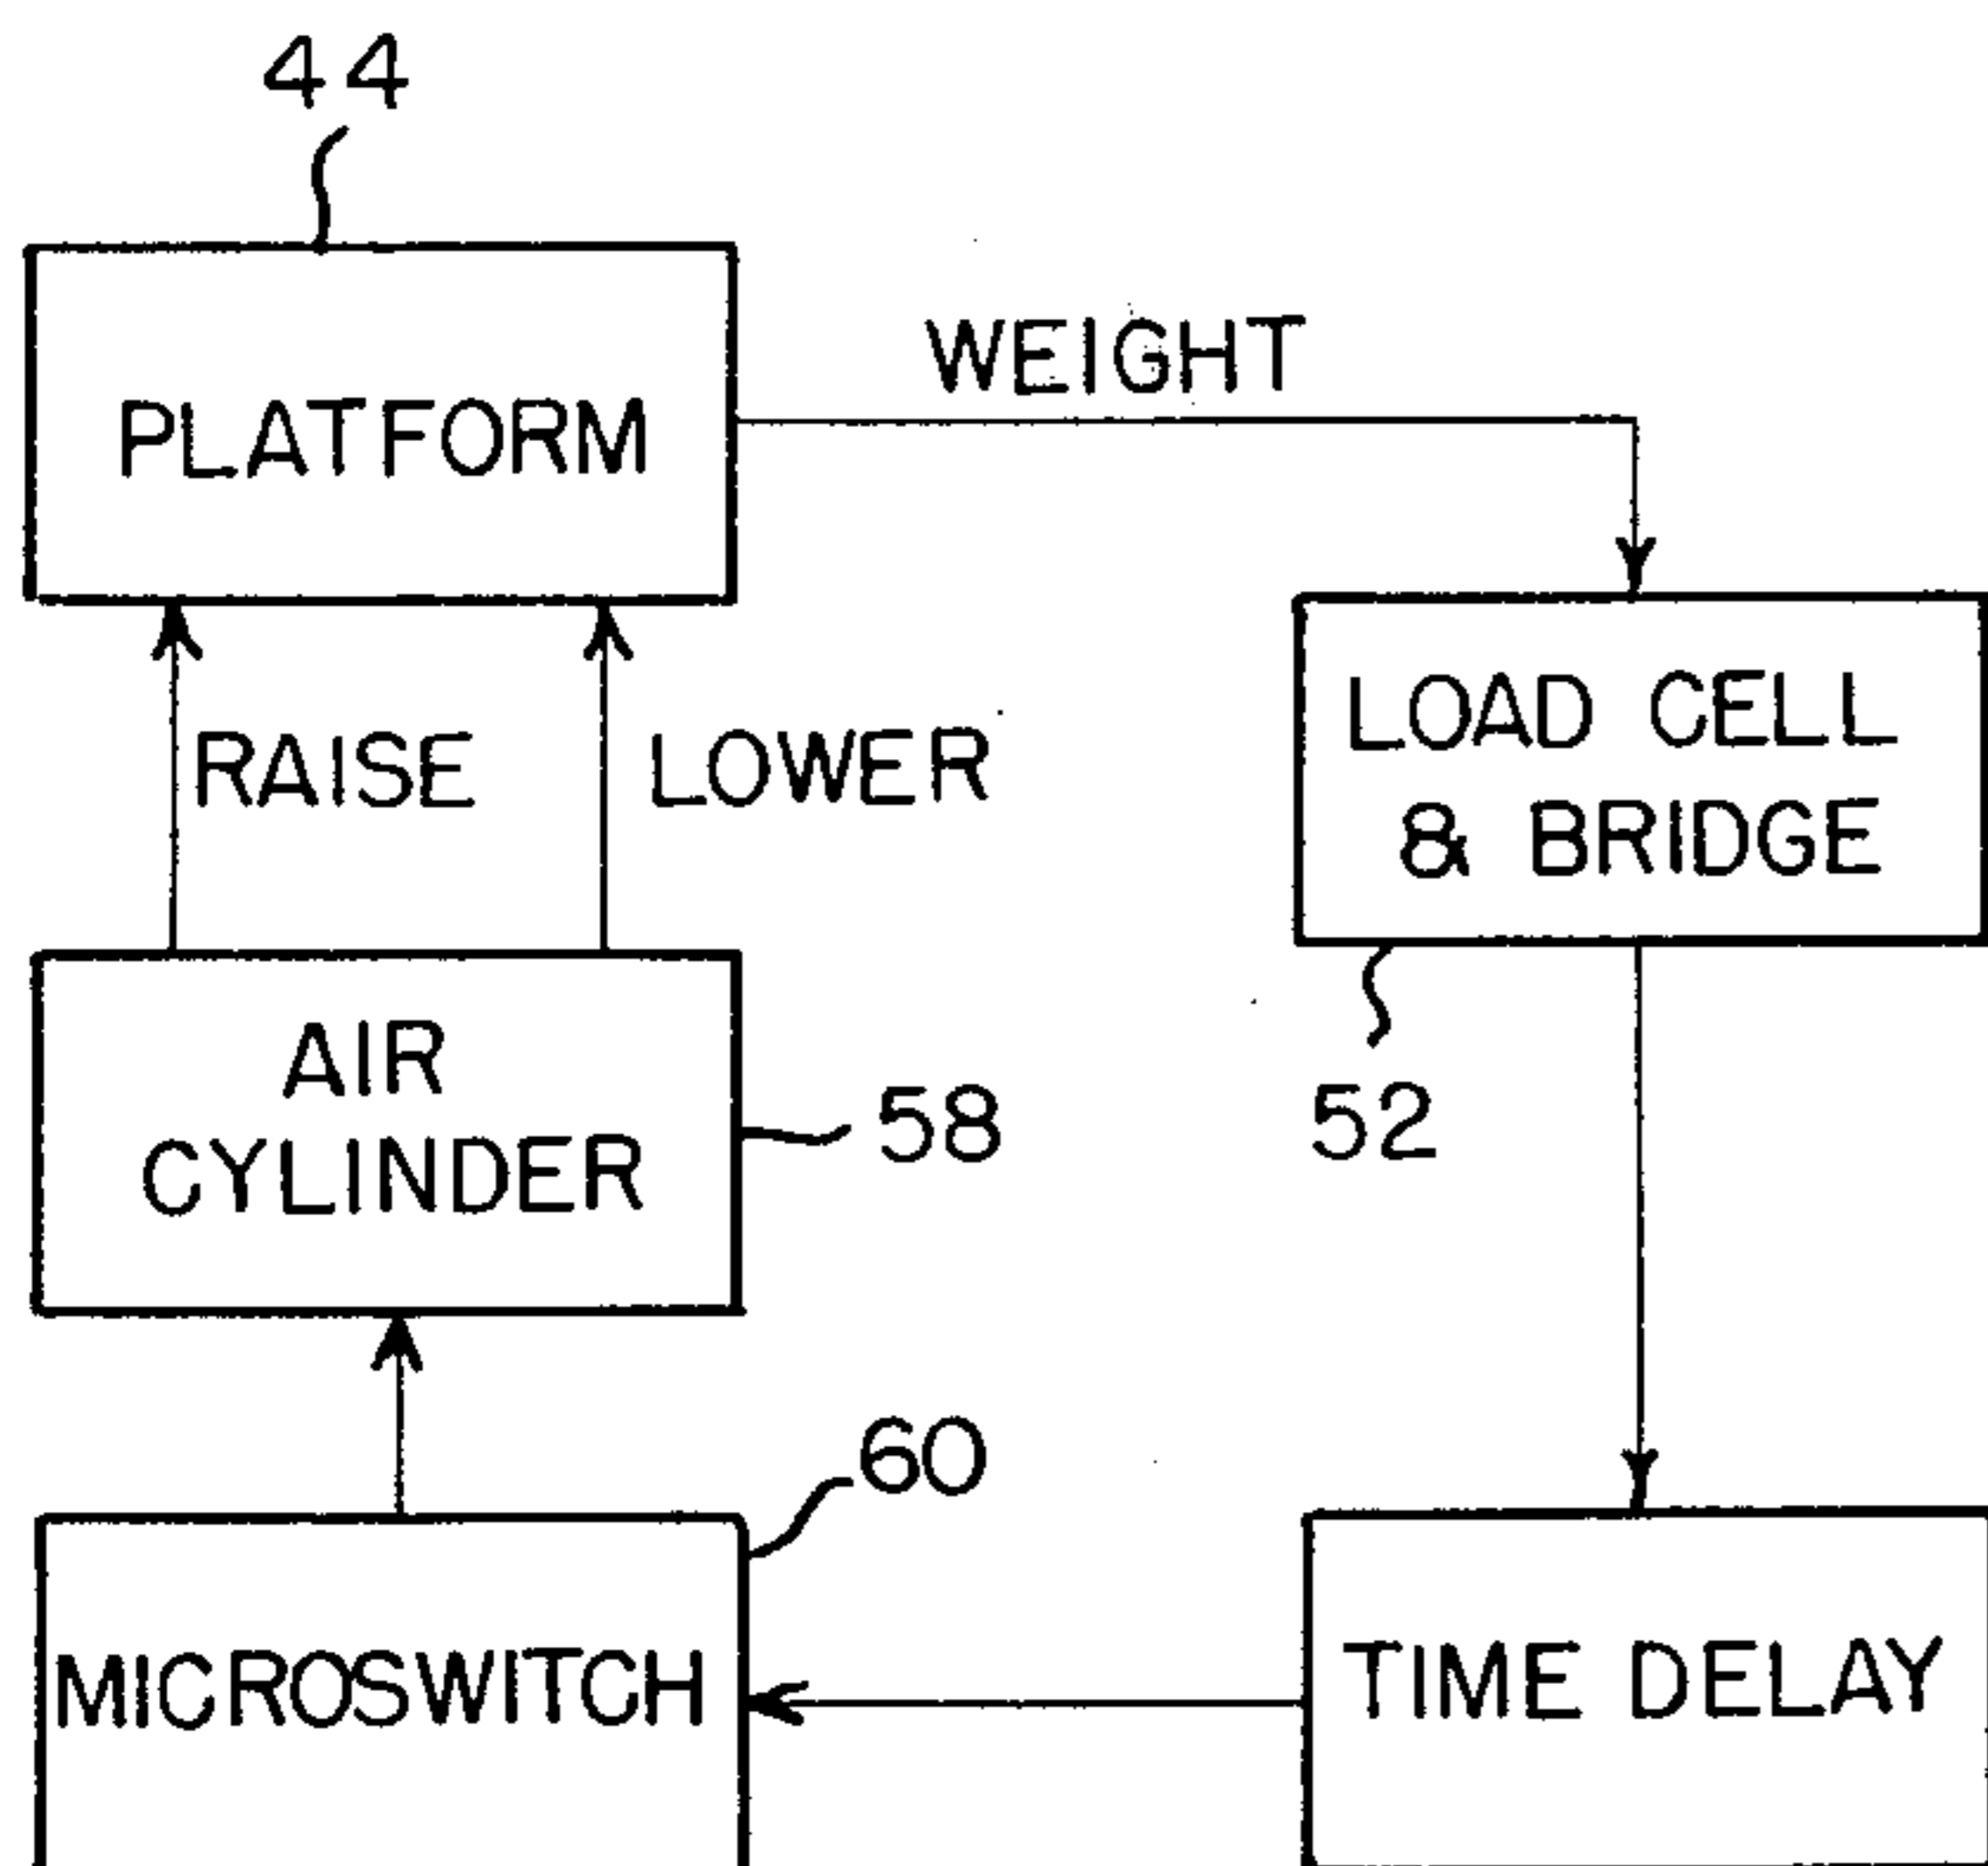 44
PLATFORM
WEIGHT
RAISE
LOWER
LOAD CELL
& BRIDGE
AIR
CYLINDER
58
52
60
MICROSWITCH
TIME DELAY